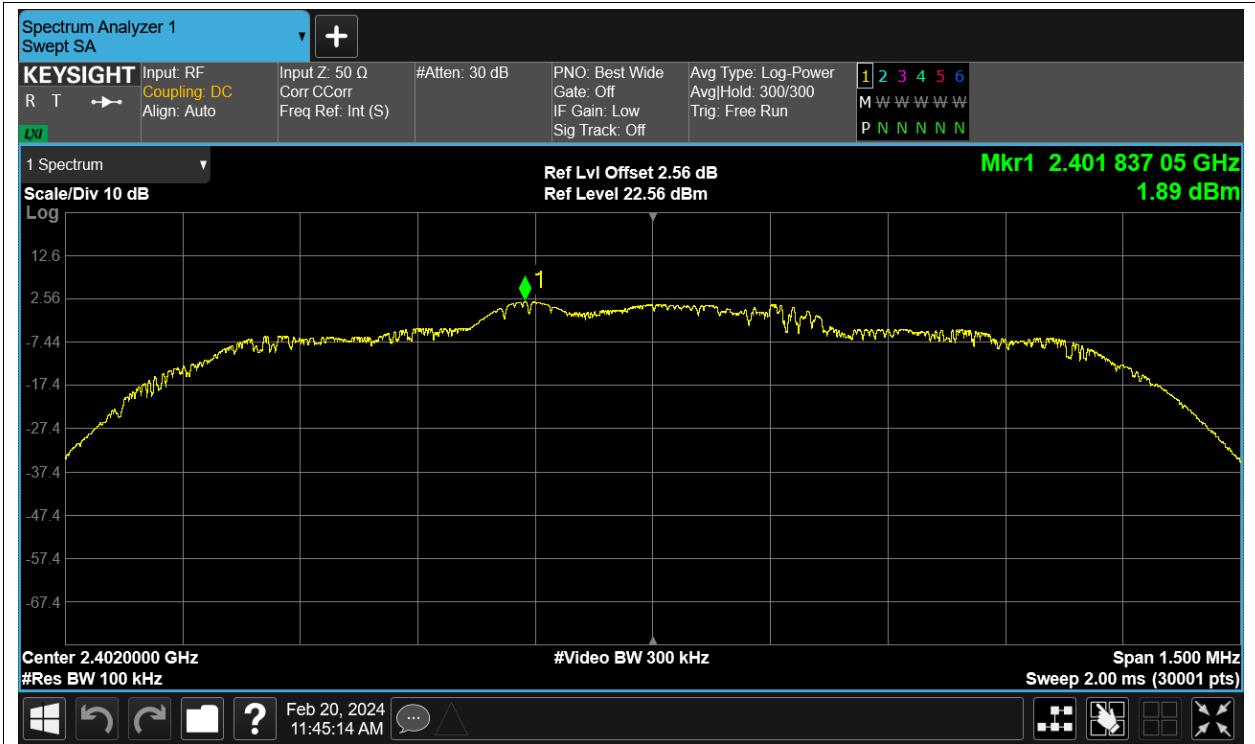 Spectrum Analyzer 1
Swept SA
KEYSIGHT
R T
LXI
Input: RF
Coupling: DC
Align: Auto
Input Z: 50 Ω
Corr CCorr
Freq Ref: Int (S)
#Atten: 30 dB
PNO: Best Wide
Gate: Off
IF Gain: Low
Sig Track: Off
Avg Type: Log-Power
Avg|Hold: 300/300
Trig: Free Run
1 2 3 4 5 6
M W W W W W
P N N N N N
1 Spectrum
Scale/Div 10 dB
Log
Ref Lvl Offset 2.56 dB
Ref Level 22.56 dBm
Mkr1 2.401 837 05 GHz
1.89 dBm
12.6
2.56
-7.44
-17.4
-27.4
-37.4
-47.4
-57.4
-67.4
1
Center 2.4020000 GHz
#Video BW 300 kHz
Span 1.500 MHz
#Res BW 100 kHz
Sweep 2.00 ms (30001 pts)
?
Feb 20, 2024
11:45:14 AM